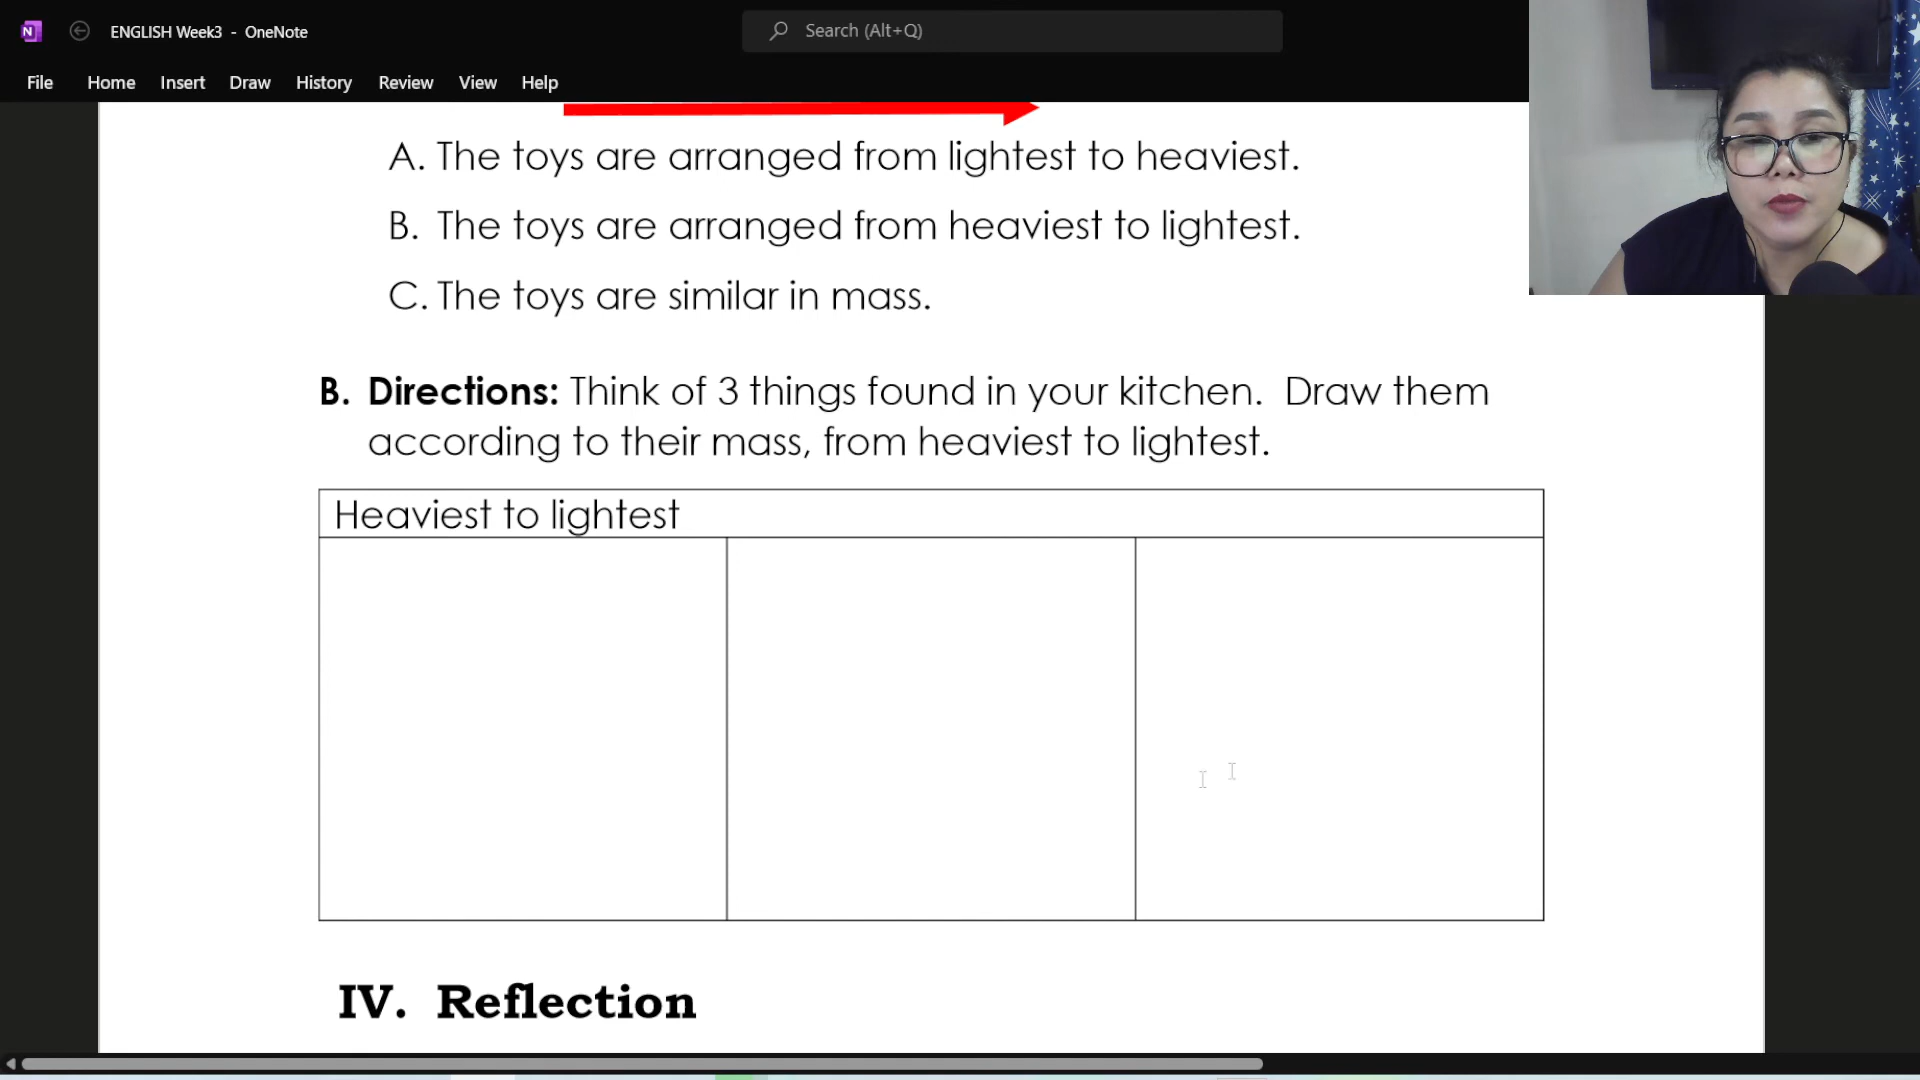 N
ENGLISH Week3 - OneNote
Search (Alt+Q)
File Home Insert Draw History Review View Help
A. The toys are arranged from lightest to heaviest.
B. The toys are arranged from heaviest to lightest.
C. The toys are similar in mass.
B. Directions: Think of 3 things found in your kitchen. Draw them
according to their mass, from heaviest to lightest.
Heaviest to lightest
IV. Reflection